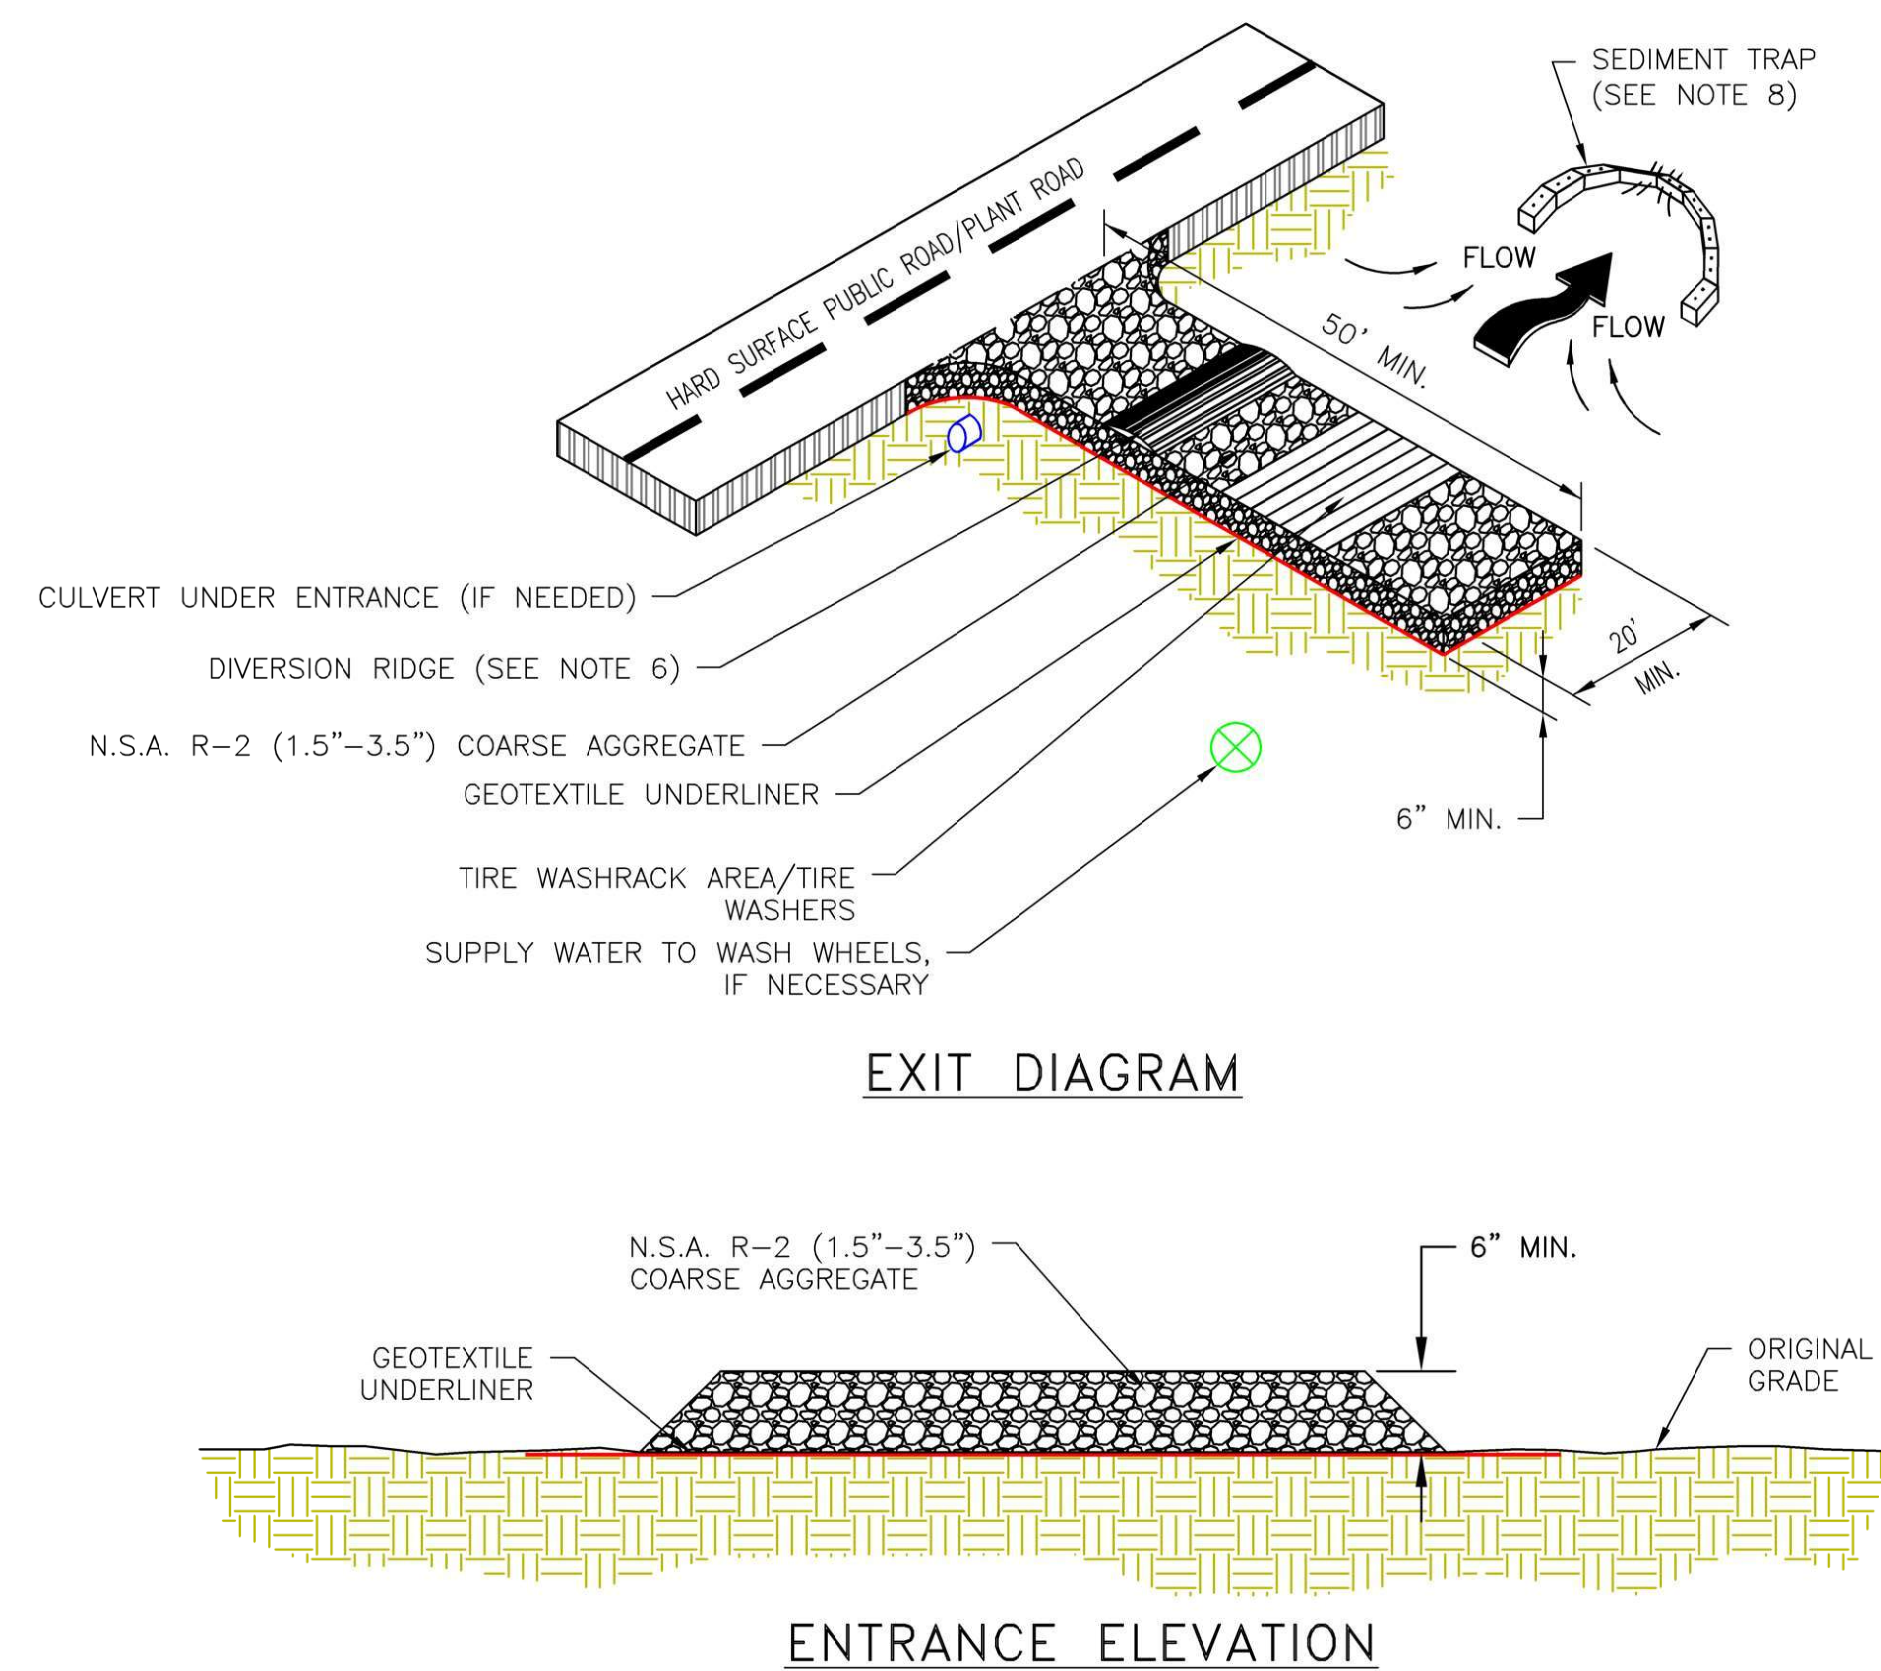 SEDIMENT TRAP
(SEE NOTE 8)
HARD SURFACE PUBLIC ROAD/PLANT ROAD
FLOW
FLOW
50' MIN.
20'
MIN.
6” MIN.
CULVERT UNDER ENTRANCE (IF NEEDED)
DIVERSION RIDGE (SEE NOTE 6)
N.S.A. R-2 (1.5”-3.5”) COARSE AGGREGATE
GEOTEXTILE UNDERLINER
TIRE WASHRACK AREA/TIRE
WASHERS
SUPPLY WATER TO WASH WHEELS,
IF NECESSARY
EXIT DIAGRAM
N.S.A. R-2 (1.5”-3.5”)
COARSE AGGREGATE
6” MIN.
GEOTEXTILE
UNDERLINER
ORIGINAL
GRADE
ENTRANCE ELEVATION